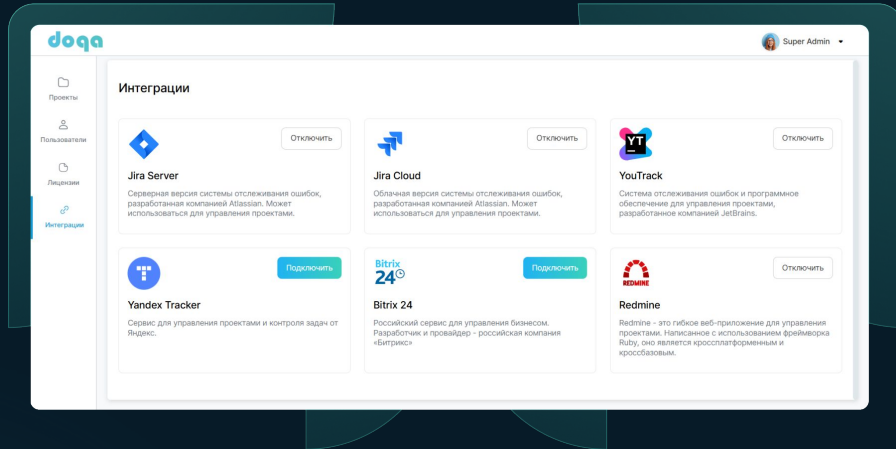 doqa
Super Admin
Проекты
Пользователи
Лицензии
Интеграции
Интеграции
Отключить
Jira Server
Серверная версия системы отслеживания ошибок,
разработанная компанией Atlassian. Может
использоваться для управления проектами.
Отключить
Jira Cloud
Облачная версия системы отслеживания ошибок,
разработанная компанией Atlassian. Может
использоваться для управления проектами.
YT
Отключить
YouTrack
Система отслеживания ошибок и программное
обеспечение для управления проектами,
разработанное компанией JetBrains.
Подключить
Yandex Tracker
Сервис для управления проектами и контроля задач от
Яндекс.
Bitrix
24
Подключить
Bitrix 24
Российский сервис для управления бизнесом.
Разработчик и провайдер - российская компания
«Битрикс»
REDMINE
Отключить
Redmine
Redmine - это гибкое веб-приложение для управления
проектами. Написанное с использованием фреймворка
Ruby, оно является кроссплатформенным и
кроссбазовым.